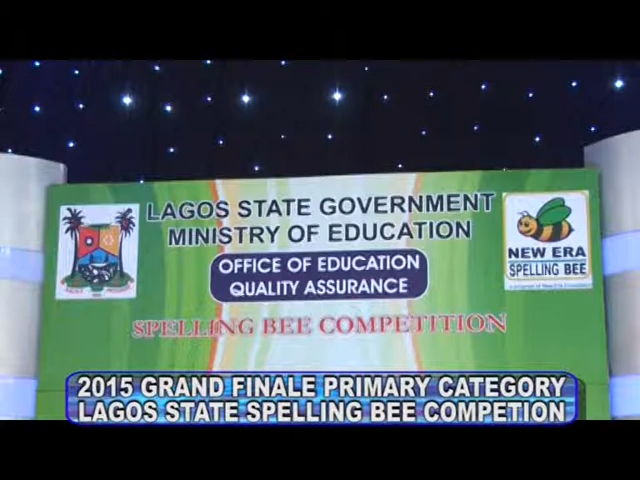 LAGOS STATE GOVERNMENT
MINISTRY OF EDUCATION
OFFICE OF EDUCATION
QUALITY ASSURANCE
SPELLING BEE COMPETITION
NEW ERA
SPELLING BEE
2015 GRAND FINALE PRIMARY CATEGORY
LAGOS STATE SPELLING BEE COMPETION